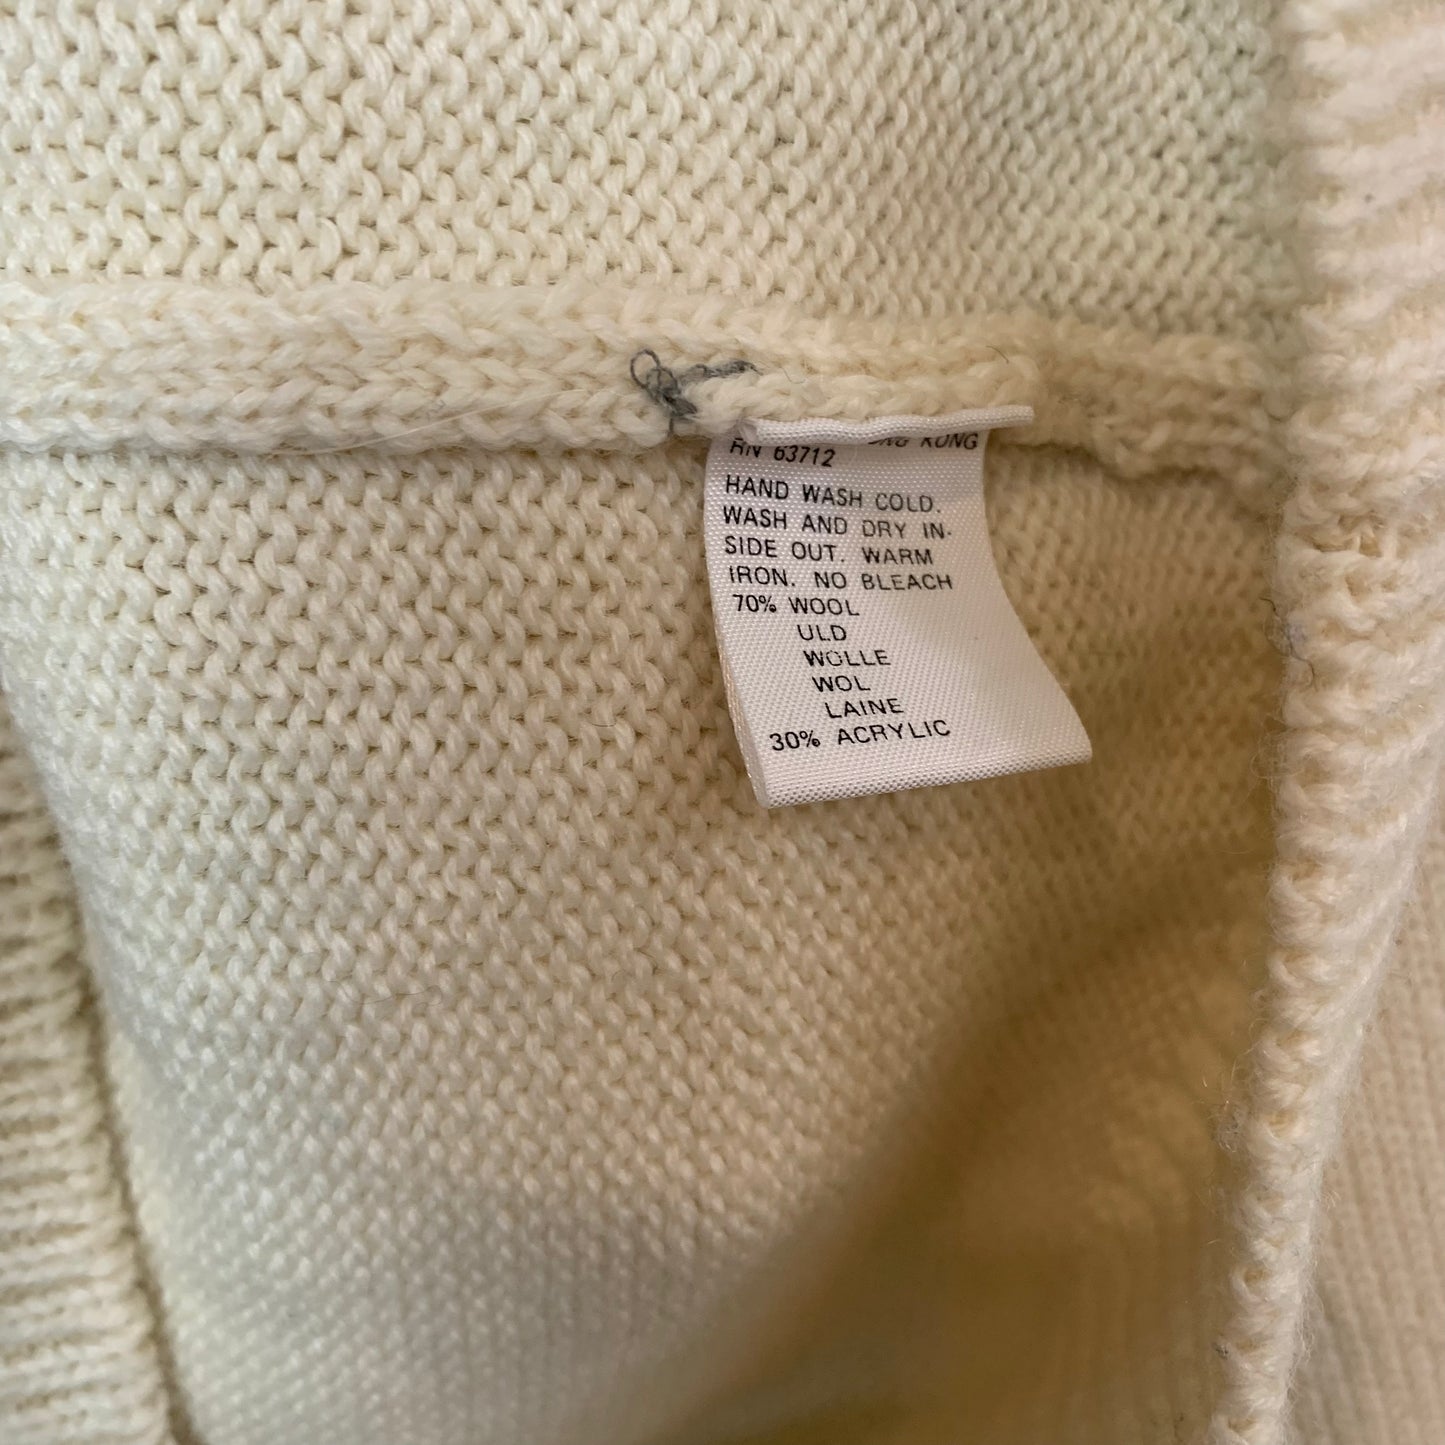 KONG
RN 63712
HAND WASH COLD.
WASH AND DRY IN-
SIDE OUT. WARM
IRON. NO BLEACH
70% WOOL
ULD
WOLLE
WOL
LAINE
30% ACRYLIC